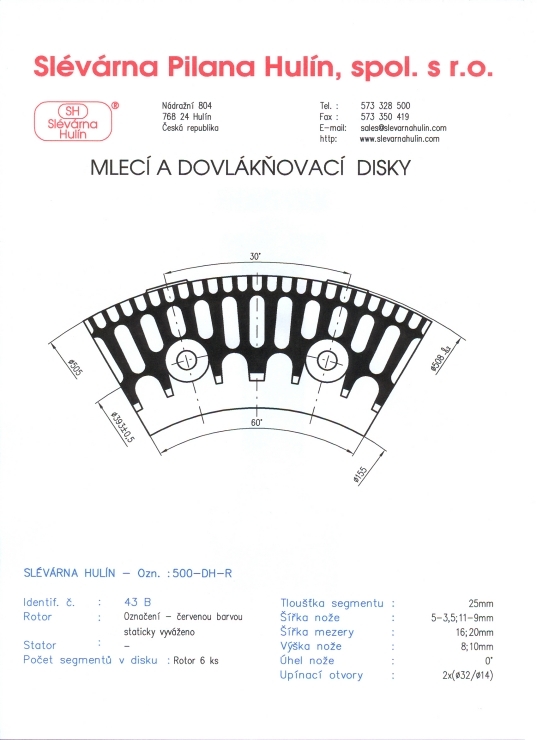 Slévárna Pilana Hulín, spol. s r.o.
SH
Slévárna
Hulín
®
Nádražní 804
768 24 Hulín
Česká republika
Tel. : 573 328 500
Fax : 573 350 419
E-mail: sales@slevarnahulin.com
http: www.slevarnahulin.com
MLECÍ A DOVLÁKŇOVACÍ DISKY
30°
ø505
ø508
ø393±0,5
60°
ø155
SLÉVÁRNA HULÍN – Ozn. : 500-DH-R
Identif. č. : 43 B
Rotor : Označení – červenou barvou
staticky vyváženo
Stator : –
Počet segmentů v disku : Rotor 6 ks
Tloušťka segmentu : 25mm
Šířka nože : 5-3,5;11-9mm
Šířka mezery : 16;20mm
Výška nože : 8;10mm
Úhel nože : 0°
Upínací otvory : 2x(ø32/ø14)